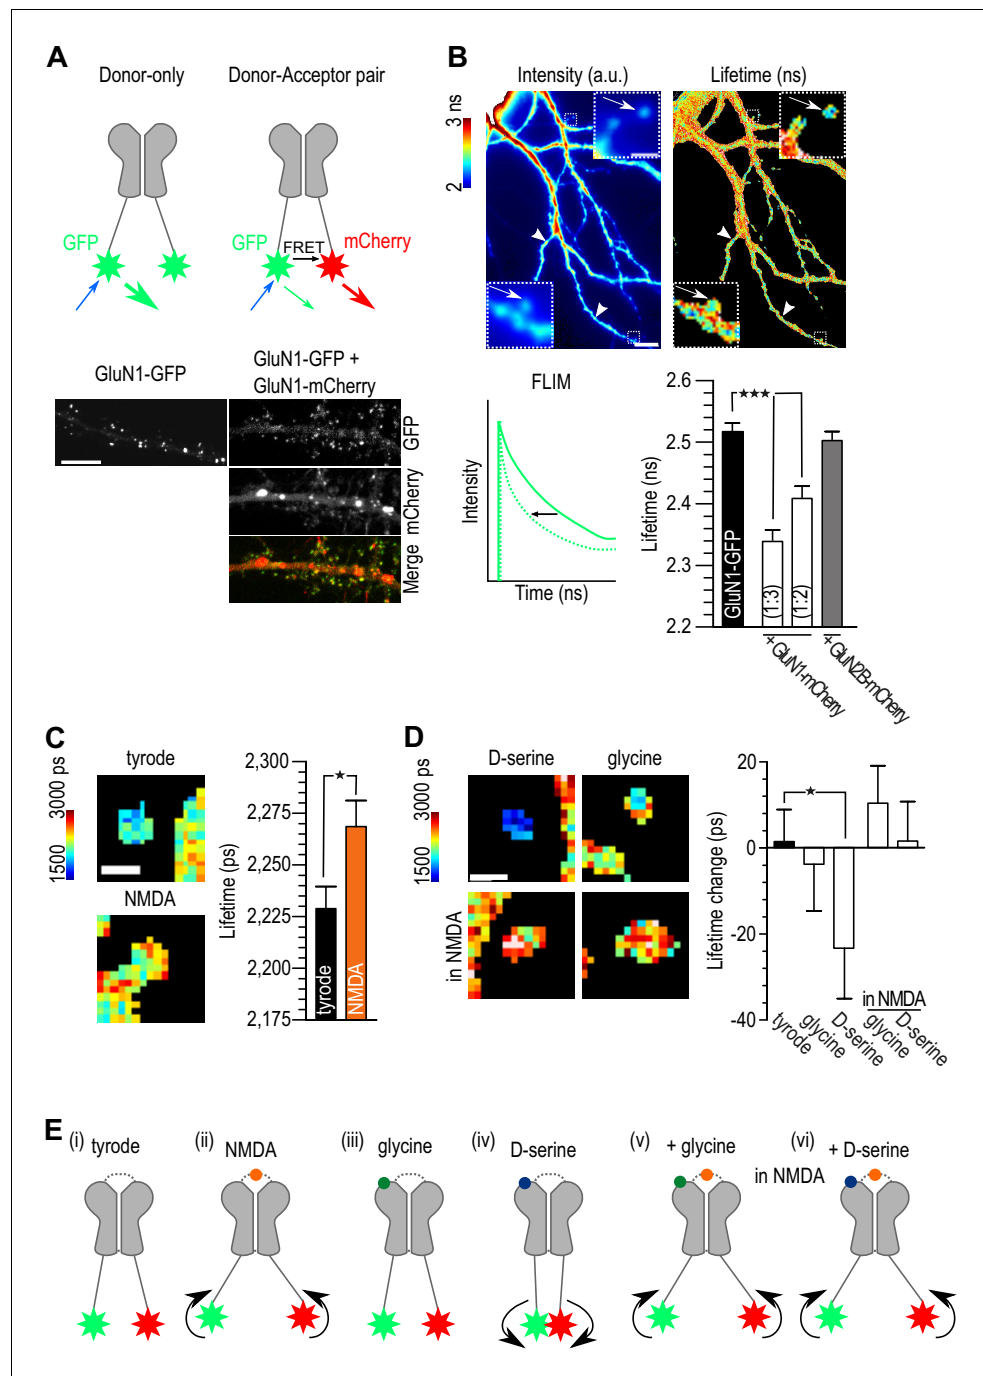 A
Donor-only
Donor-Acceptor pair
GFP
GFP
FRET
mCherry
GluN1-GFP
GluN1-GFP +
GluN1-mCherry
GFP
mCherry
Merge
B
Intensity (a.u.)
Lifetime (ns)
3 ns
2
FLIM
Intensity
Time (ns)
Lifetime (ns)
2.6
2.5
2.4
2.3
2.2
★★★
GluN1-GFP
(1:3)
(1:2)
+ GluN1-mCherry
+ GluN2B-mCherry
C
tyrode
3000 ps
1500
NMDA
Lifetime (ps)
2,300
2,275
2,250
2,225
2,200
2,175
★
tyrode
NMDA
D
D-serine
glycine
3000 ps
1500
in NMDA
Lifetime change (ps)
20
0
-20
-40
★
in NMDA
tyrode
glycine
D-serine
glycine
D-serine
E
(i)
tyrode
(ii)
NMDA
(iii)
glycine
(iv)
D-serine
(v)
+ glycine
in NMDA
(vi)
+ D-serine